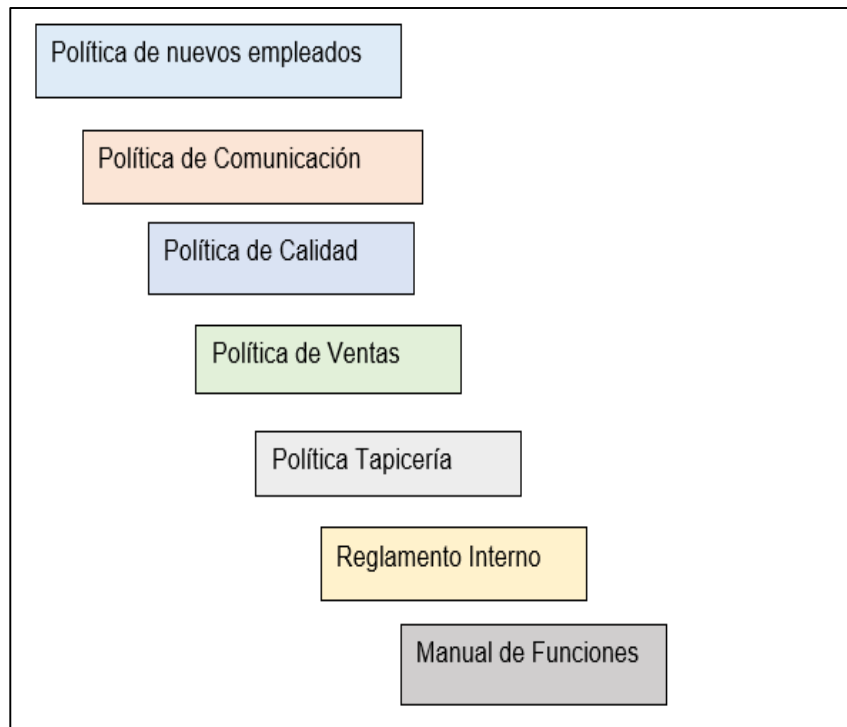 Política de nuevos empleados
Política de Comunicación
Política de Calidad
Política de Ventas
Política Tapicería
Reglamento Interno
Manual de Funciones